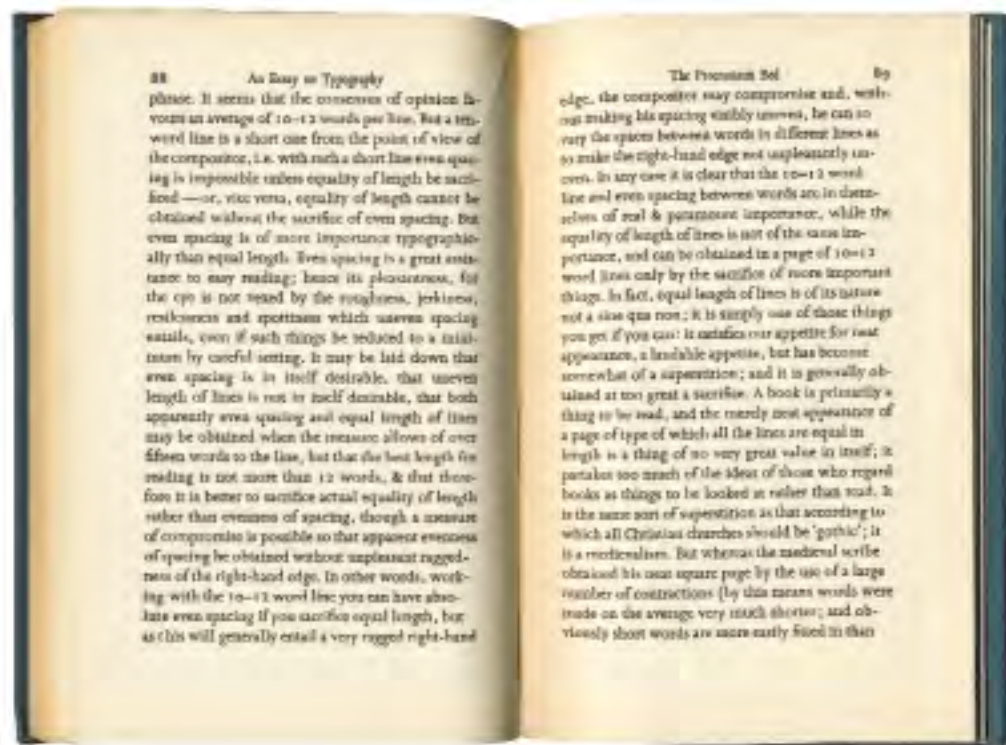 88 An Essay on Typography
phrase. It seems that the consensus of opinion fa-
vours an average of 10–12 words per line. But a ten-
word line is a short one from the point of view of
the compositor, i.e. with such a short line even spac-
ing is impossible unless equality of length be sacri-
ficed — or, vice versa, equality of length cannot be
obtained without the sacrifice of even spacing. But
even spacing is of more importance typographic-
ally than equal length. Even spacing is a great assis-
tance to easy reading; hence its pleasantness, for
the eye is not vexed by the roughness, jerkiness,
restlessness and spottiness which uneven spacing
entails, even if such things be reduced to a mini-
mum by careful setting. It may be laid down that
even spacing is in itself desirable, that uneven
length of lines is not in itself desirable, that both
apparently even spacing and equal length of lines
may be obtained when the measure allows of over
fifteen words to the line, but that the best length for
reading is not more than 12 words, & that there-
fore it is better to sacrifice actual equality of length
rather than evenness of spacing, though a measure
of compromise is possible so that apparent evenness
of spacing be obtained without unpleasant ragged-
ness of the right-hand edge. In other words, work-
ing with the 10–12 word line you can have abso-
lute even spacing if you sacrifice equal length, but
as this will generally entail a very ragged right-hand
The Procrustean Bed 89
edge, the compositor may compromise and, with-
out making his spacing visibly uneven, he can so
vary the spaces between words in different lines as
to make the right-hand edge not unpleasantly un-
even. In any case it is clear that the 10–12 word
line and even spacing between words are in them-
selves of real & paramount importance, while the
equality of length of lines is not of the same im-
portance, and can be obtained in a page of 10–12
word lines only by the sacrifice of more important
things. In fact, equal length of lines is of its nature
not a sine qua non; it is simply one of those things
you get if you can: it satisfies our appetite for neat
appearance, a laudable appetite, but has become
somewhat of a superstition; and it is generally ob-
tained at too great a sacrifice. A book is primarily a
thing to be read, and the merely neat appearance of
a page of type of which all the lines are equal in
length is a thing of no very great value in itself; it
partakes too much of the ideas of those who regard
books as things to be looked at rather than read. It
is the same sort of superstition as that according to
which all Christian churches should be 'gothic'; it
is a medievalism. But whereas the medieval scribe
obtained his neat square page by the use of a large
number of contractions (by this means words were
made on the average very much shorter; and ob-
viously short words are more easily fitted in than